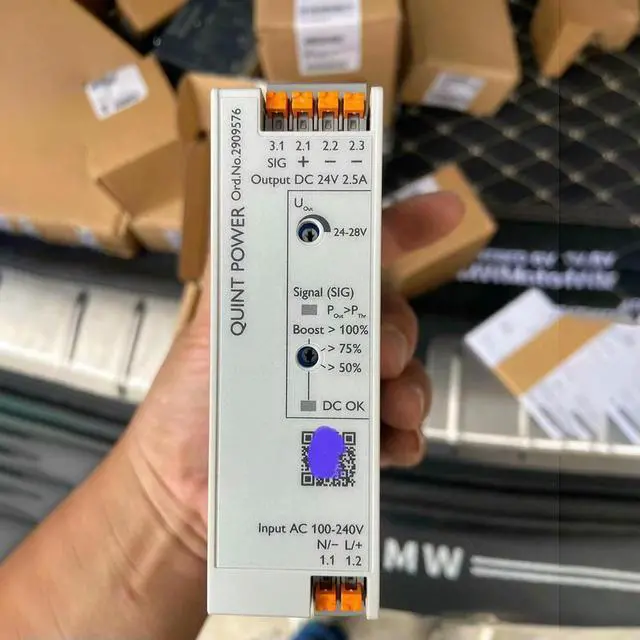 3.1 2.1 2.2 2.3
SIG + − −
Output DC 24V 2.5A
QUINT POWER Ord.No.2909576
UOut
24-28V
Signal (SIG)
POut>PThr
Boost > 100%
> 75%
> 50%
DC OK
Input AC 100-240V
N/− L/+
1.1 1.2
MW